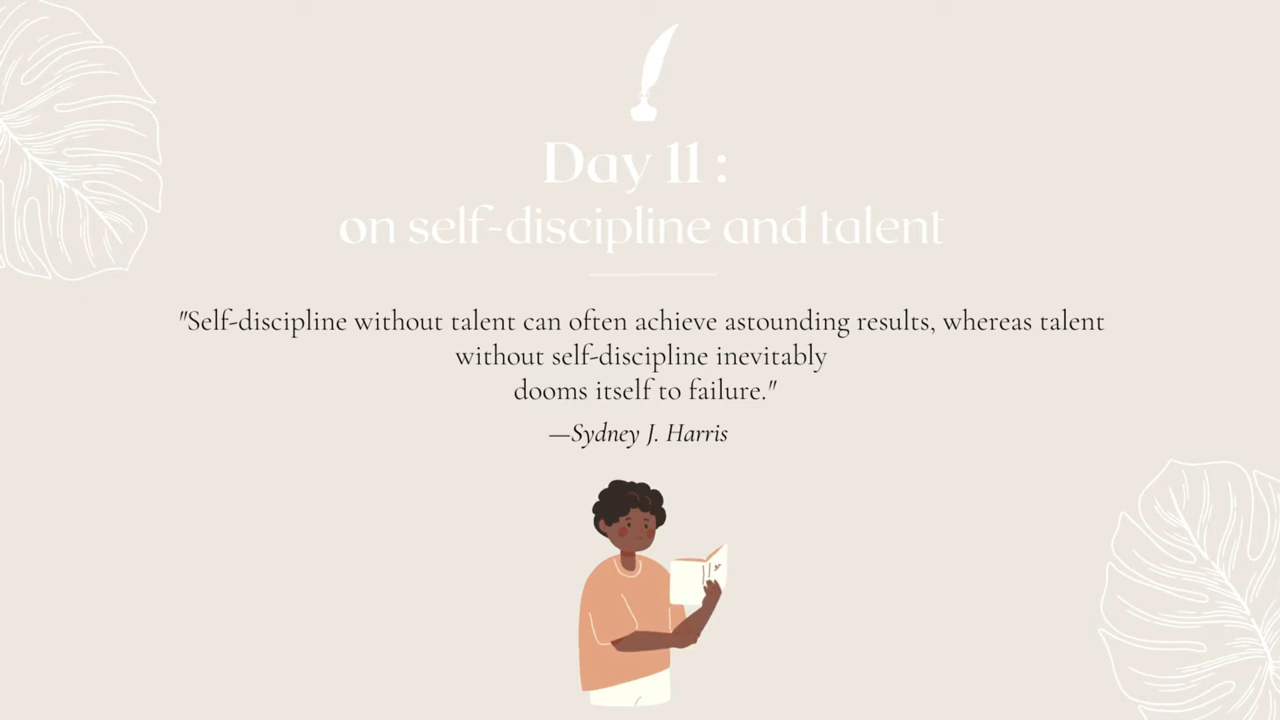 Day 11 :
on self-discipline and talent
"Self-discipline without talent can often achieve astounding results, whereas talent
without self-discipline inevitably
dooms itself to failure."
—Sydney J. Harris